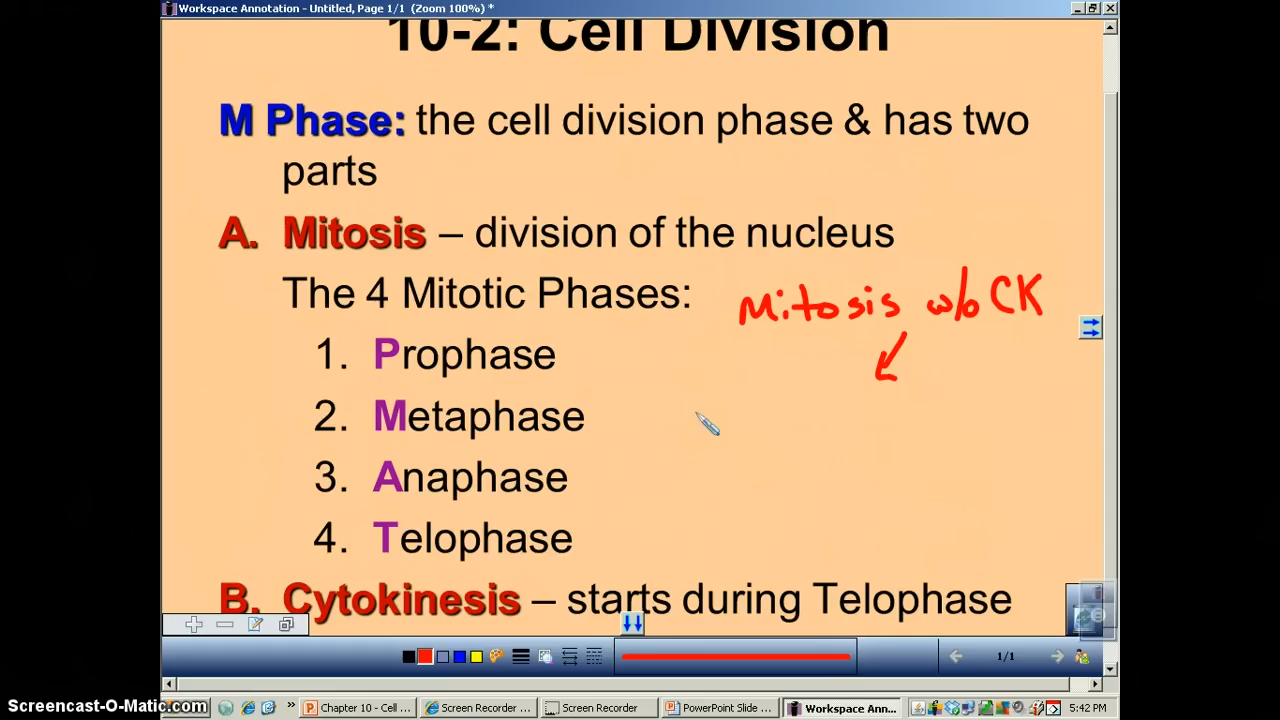 Workspace Annotation - Untitled, Page 1/1 (Zoom 100%) *
10-2: Cell Division
M Phase: the cell division phase & has two
parts
A. Mitosis – division of the nucleus
The 4 Mitotic Phases:
Mitosis w/o CK
1. Prophase
2. Metaphase
3. Anaphase
4. Telophase
B. Cytokinesis – starts during Telophase
1/1
Screencast-O-Matic.com
Chapter 10 - Cell ...
Screen Recorder ...
Screen Recorder
PowerPoint Slide ...
Workspace Ann...
5:42 PM